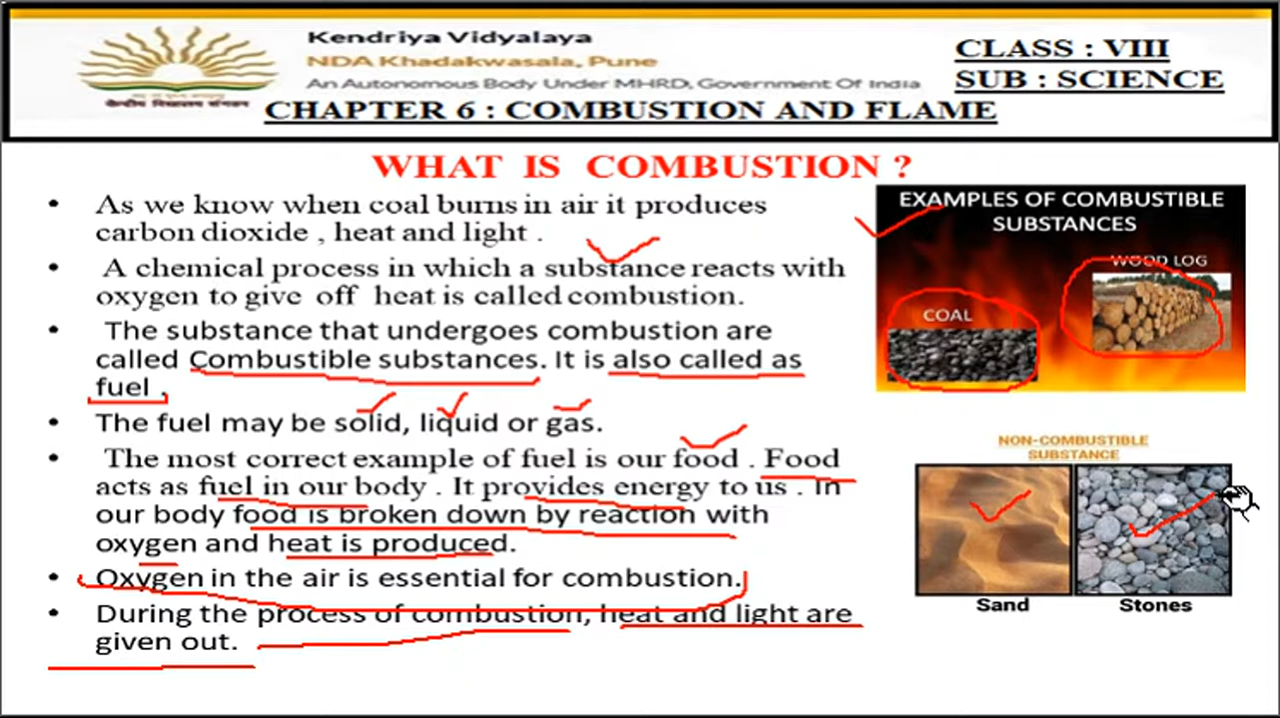 Kendriya Vidyalaya
NDA Khadakwasala, Pune
An Autonomous Body Under MHRD, Government Of India
केन्द्रीय विद्यालय संगठन
CLASS : VIII
SUB : SCIENCE
CHAPTER 6 : COMBUSTION AND FLAME
WHAT IS COMBUSTION ?
• As we know when coal burns in air it produces
carbon dioxide , heat and light .
• A chemical process in which a substance reacts with
oxygen to give off heat is called combustion.
• The substance that undergoes combustion are
called Combustible substances. It is also called as
fuel .
• The fuel may be solid, liquid or gas.
• The most correct example of fuel is our food . Food
acts as fuel in our body . It provides energy to us . In
our body food is broken down by reaction with
oxygen and heat is produced.
• Oxygen in the air is essential for combustion.
• During the process of combustion, heat and light are
given out.
EXAMPLES OF COMBUSTIBLE
SUBSTANCES
WOOD LOG
COAL
NON-COMBUSTIBLE
SUBSTANCE
Sand
Stones